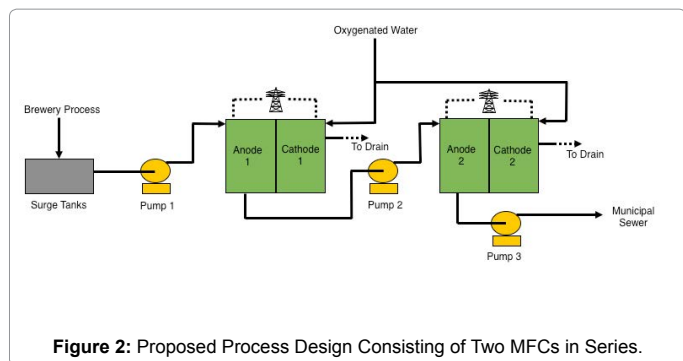 Oxygenated Water
Brewery Process
Anode
1
Cathode
1
To Drain
Anode
2
Cathode
2
To Drain
Surge Tanks
Pump 1
Pump 2
Municipal
Sewer
Pump 3
Figure 2: Proposed Process Design Consisting of Two MFCs in Series.